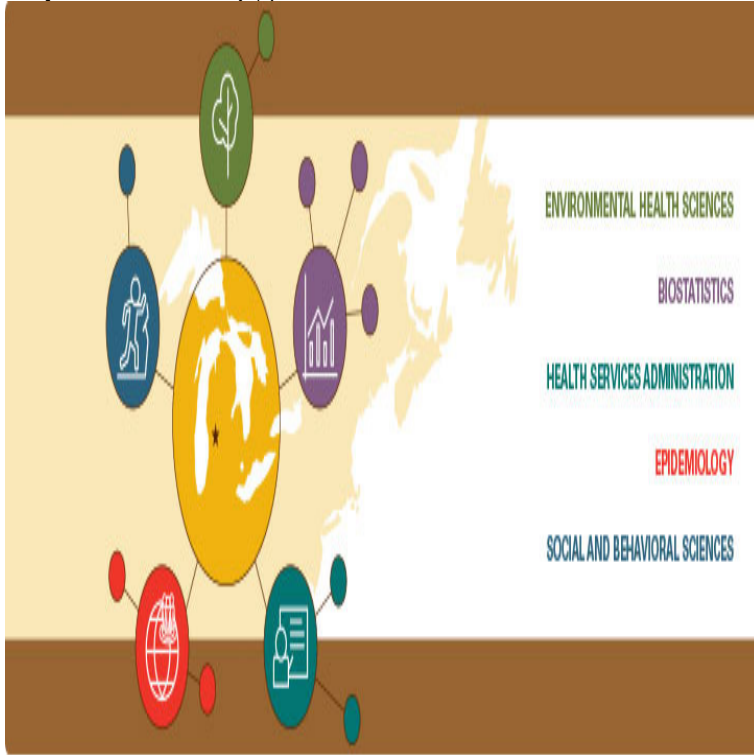 ENVIRONMENTAL HEALTH SCIENCES
BIOSTATISTICS
HEALTH SERVICES ADMINISTRATION
EPIDEMIOLOGY
SOCIAL AND BEHAVIORAL SCIENCES